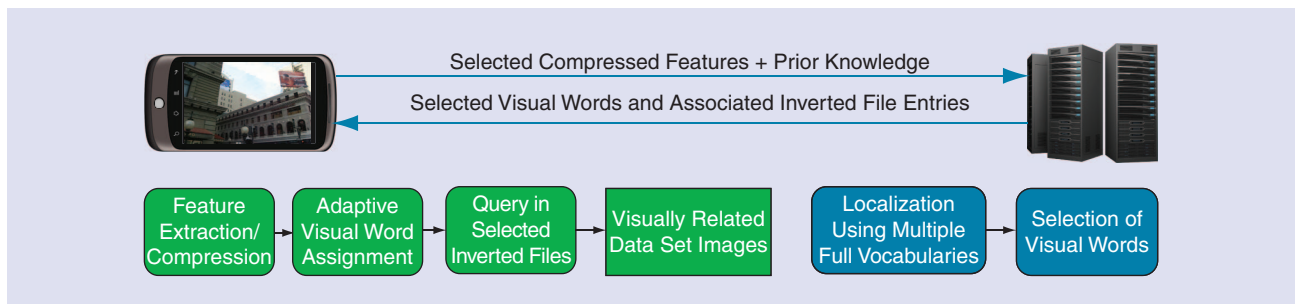 Selected Compressed Features + Prior Knowledge
Selected Visual Words and Associated Inverted File Entries
Feature
Extraction/
Compression
Adaptive
Visual Word
Assignment
Query in
Selected
Inverted Files
Visually Related
Data Set Images
Localization
Using Multiple
Full Vocabularies
Selection of
Visual Words